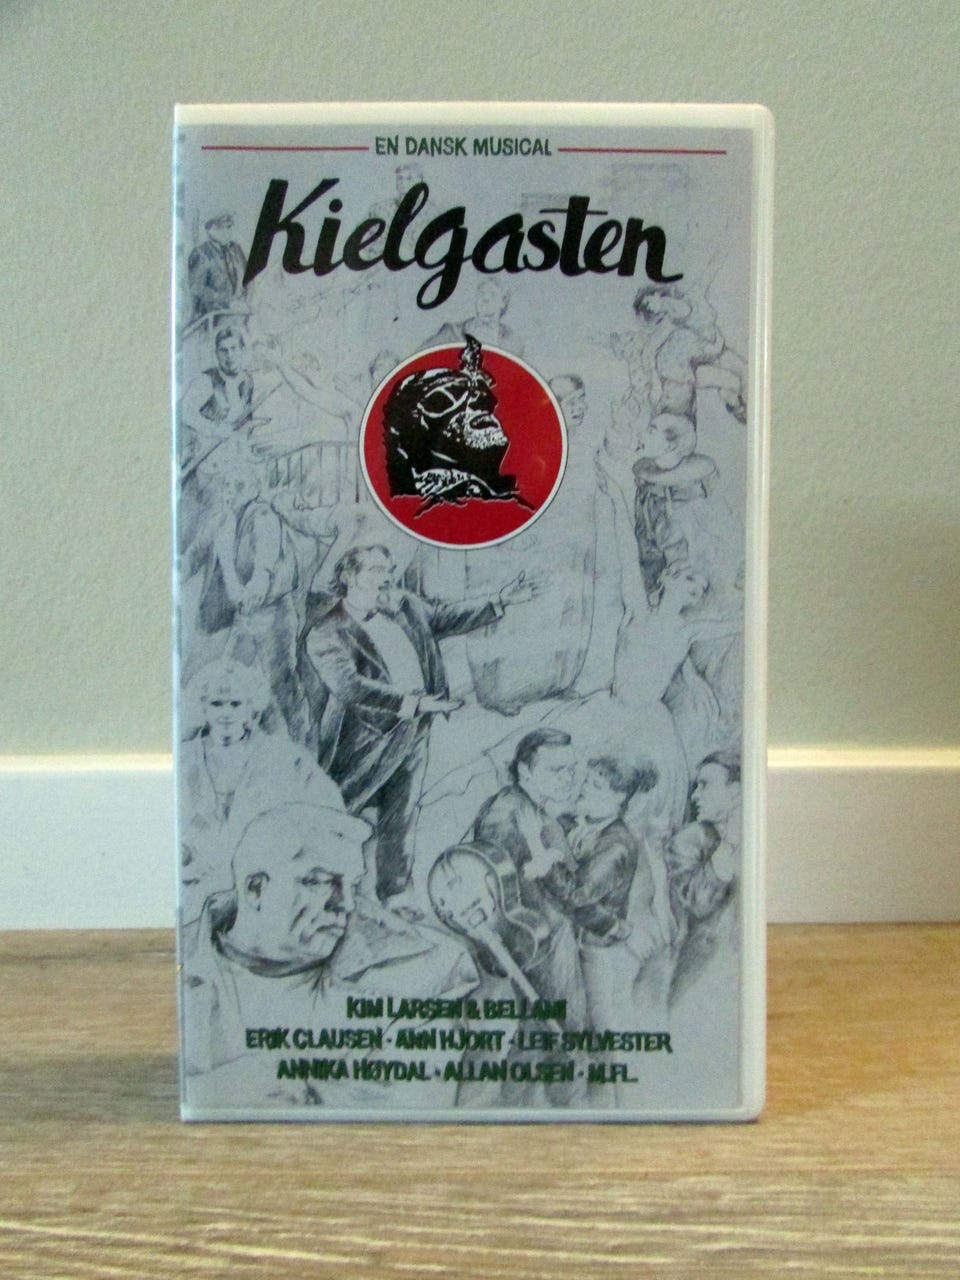 EN DANSK MUSICAL
Kielgasten
KIM LARSEN & BELLAMI
ERIK CLAUSEN · ANN HJORT · LEIF SYLVESTER
ANNIKA HØYDAL · ALLAN OLSEN · M.FL.